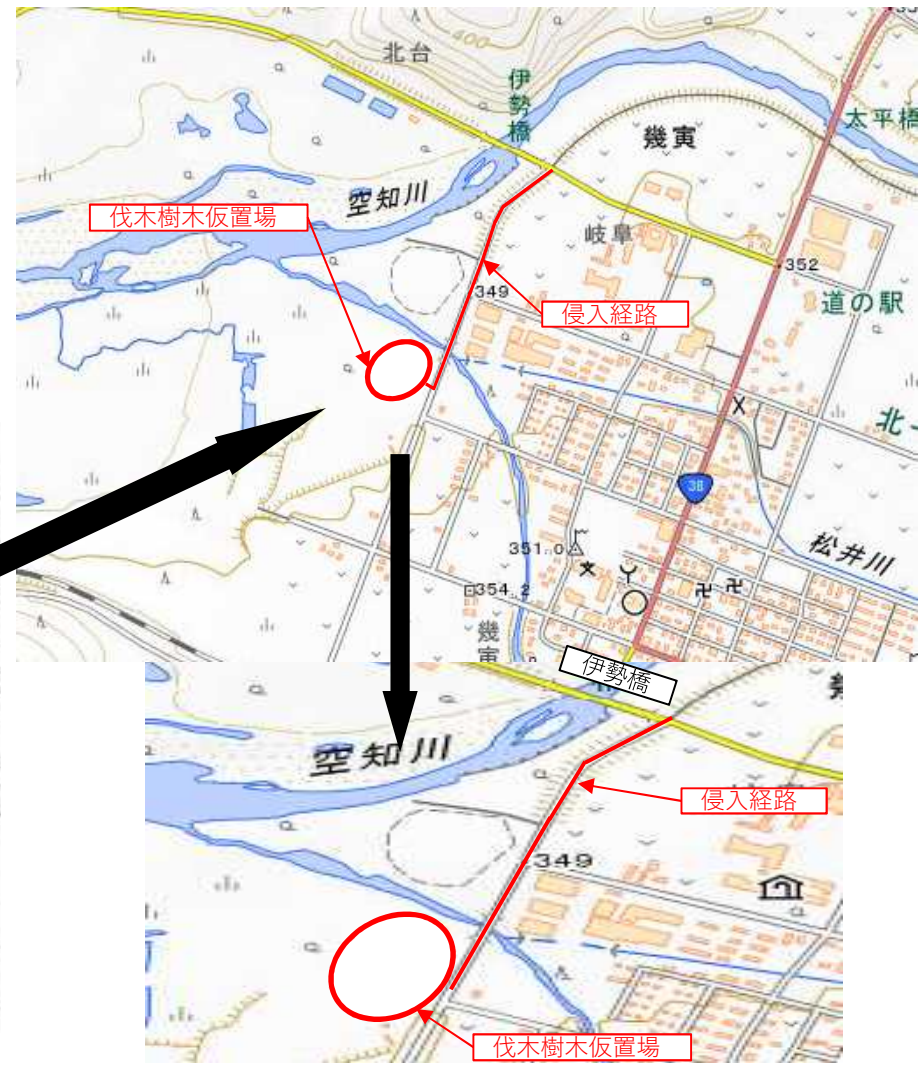 北台
400
伊勢橋
太平橋
幾寅
空知川
伐木樹木仮置場
岐阜
352
349
侵入経路
道の駅
北
38
351.0
松井川
354.2
幾寅
伊勢橋
空知川
侵入経路
349
伐木樹木仮置場